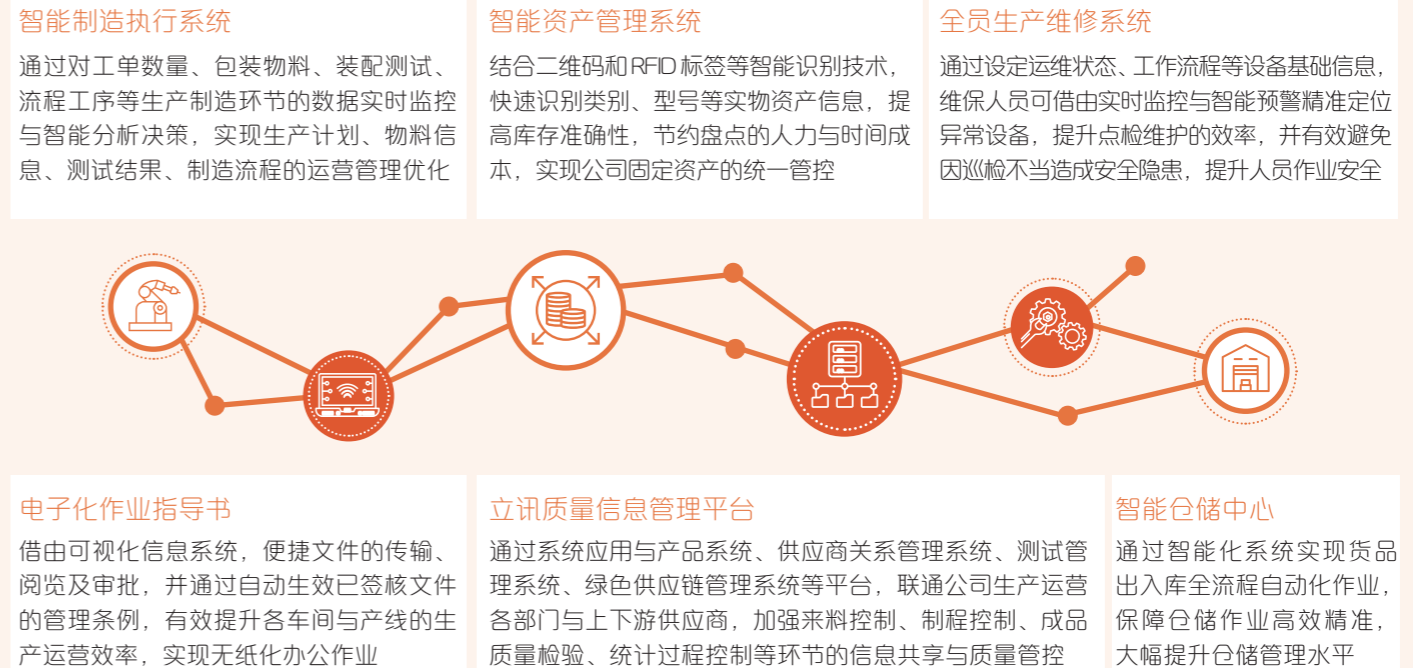 智能制造执行系统
通过对工单数量、包装物料、装配测试、
流程工序等生产制造环节的数据实时监控
与智能分析决策，实现生产计划、物料信
息、测试结果、制造流程的运营管理优化
智能资产管理系统
结合二维码和RFID标签等智能识别技术，
快速识别类别、型号等实物资产信息，提
高库存准确性，节约盘点的人力与时间成
本，实现公司固定资产的统一管控
全员生产维修系统
通过设定运维状态、工作流程等设备基础信息，
维保人员可借由实时监控与智能预警精准定位
异常设备，提升点检维护的效率，并有效避免
因巡检不当造成安全隐患，提升人员作业安全
电子化作业指导书
借由可视化信息系统，便捷文件的传输、
阅览及审批，并通过自动生效已签核文件
的管理条例，有效提升各车间与产线的生
产运营效率，实现无纸化办公作业
立讯质量信息管理平台
通过系统应用与产品系统、供应商关系管理系统、测试管
理系统、绿色供应链管理系统等平台，联通公司生产运营
各部门与上下游供应商，加强来料控制、制程控制、成品
质量检验、统计过程控制等环节的信息共享与质量管控
智能仓储中心
通过智能化系统实现货品
出入库全流程自动化作业，
保障仓储作业高效精准，
大幅提升仓储管理水平